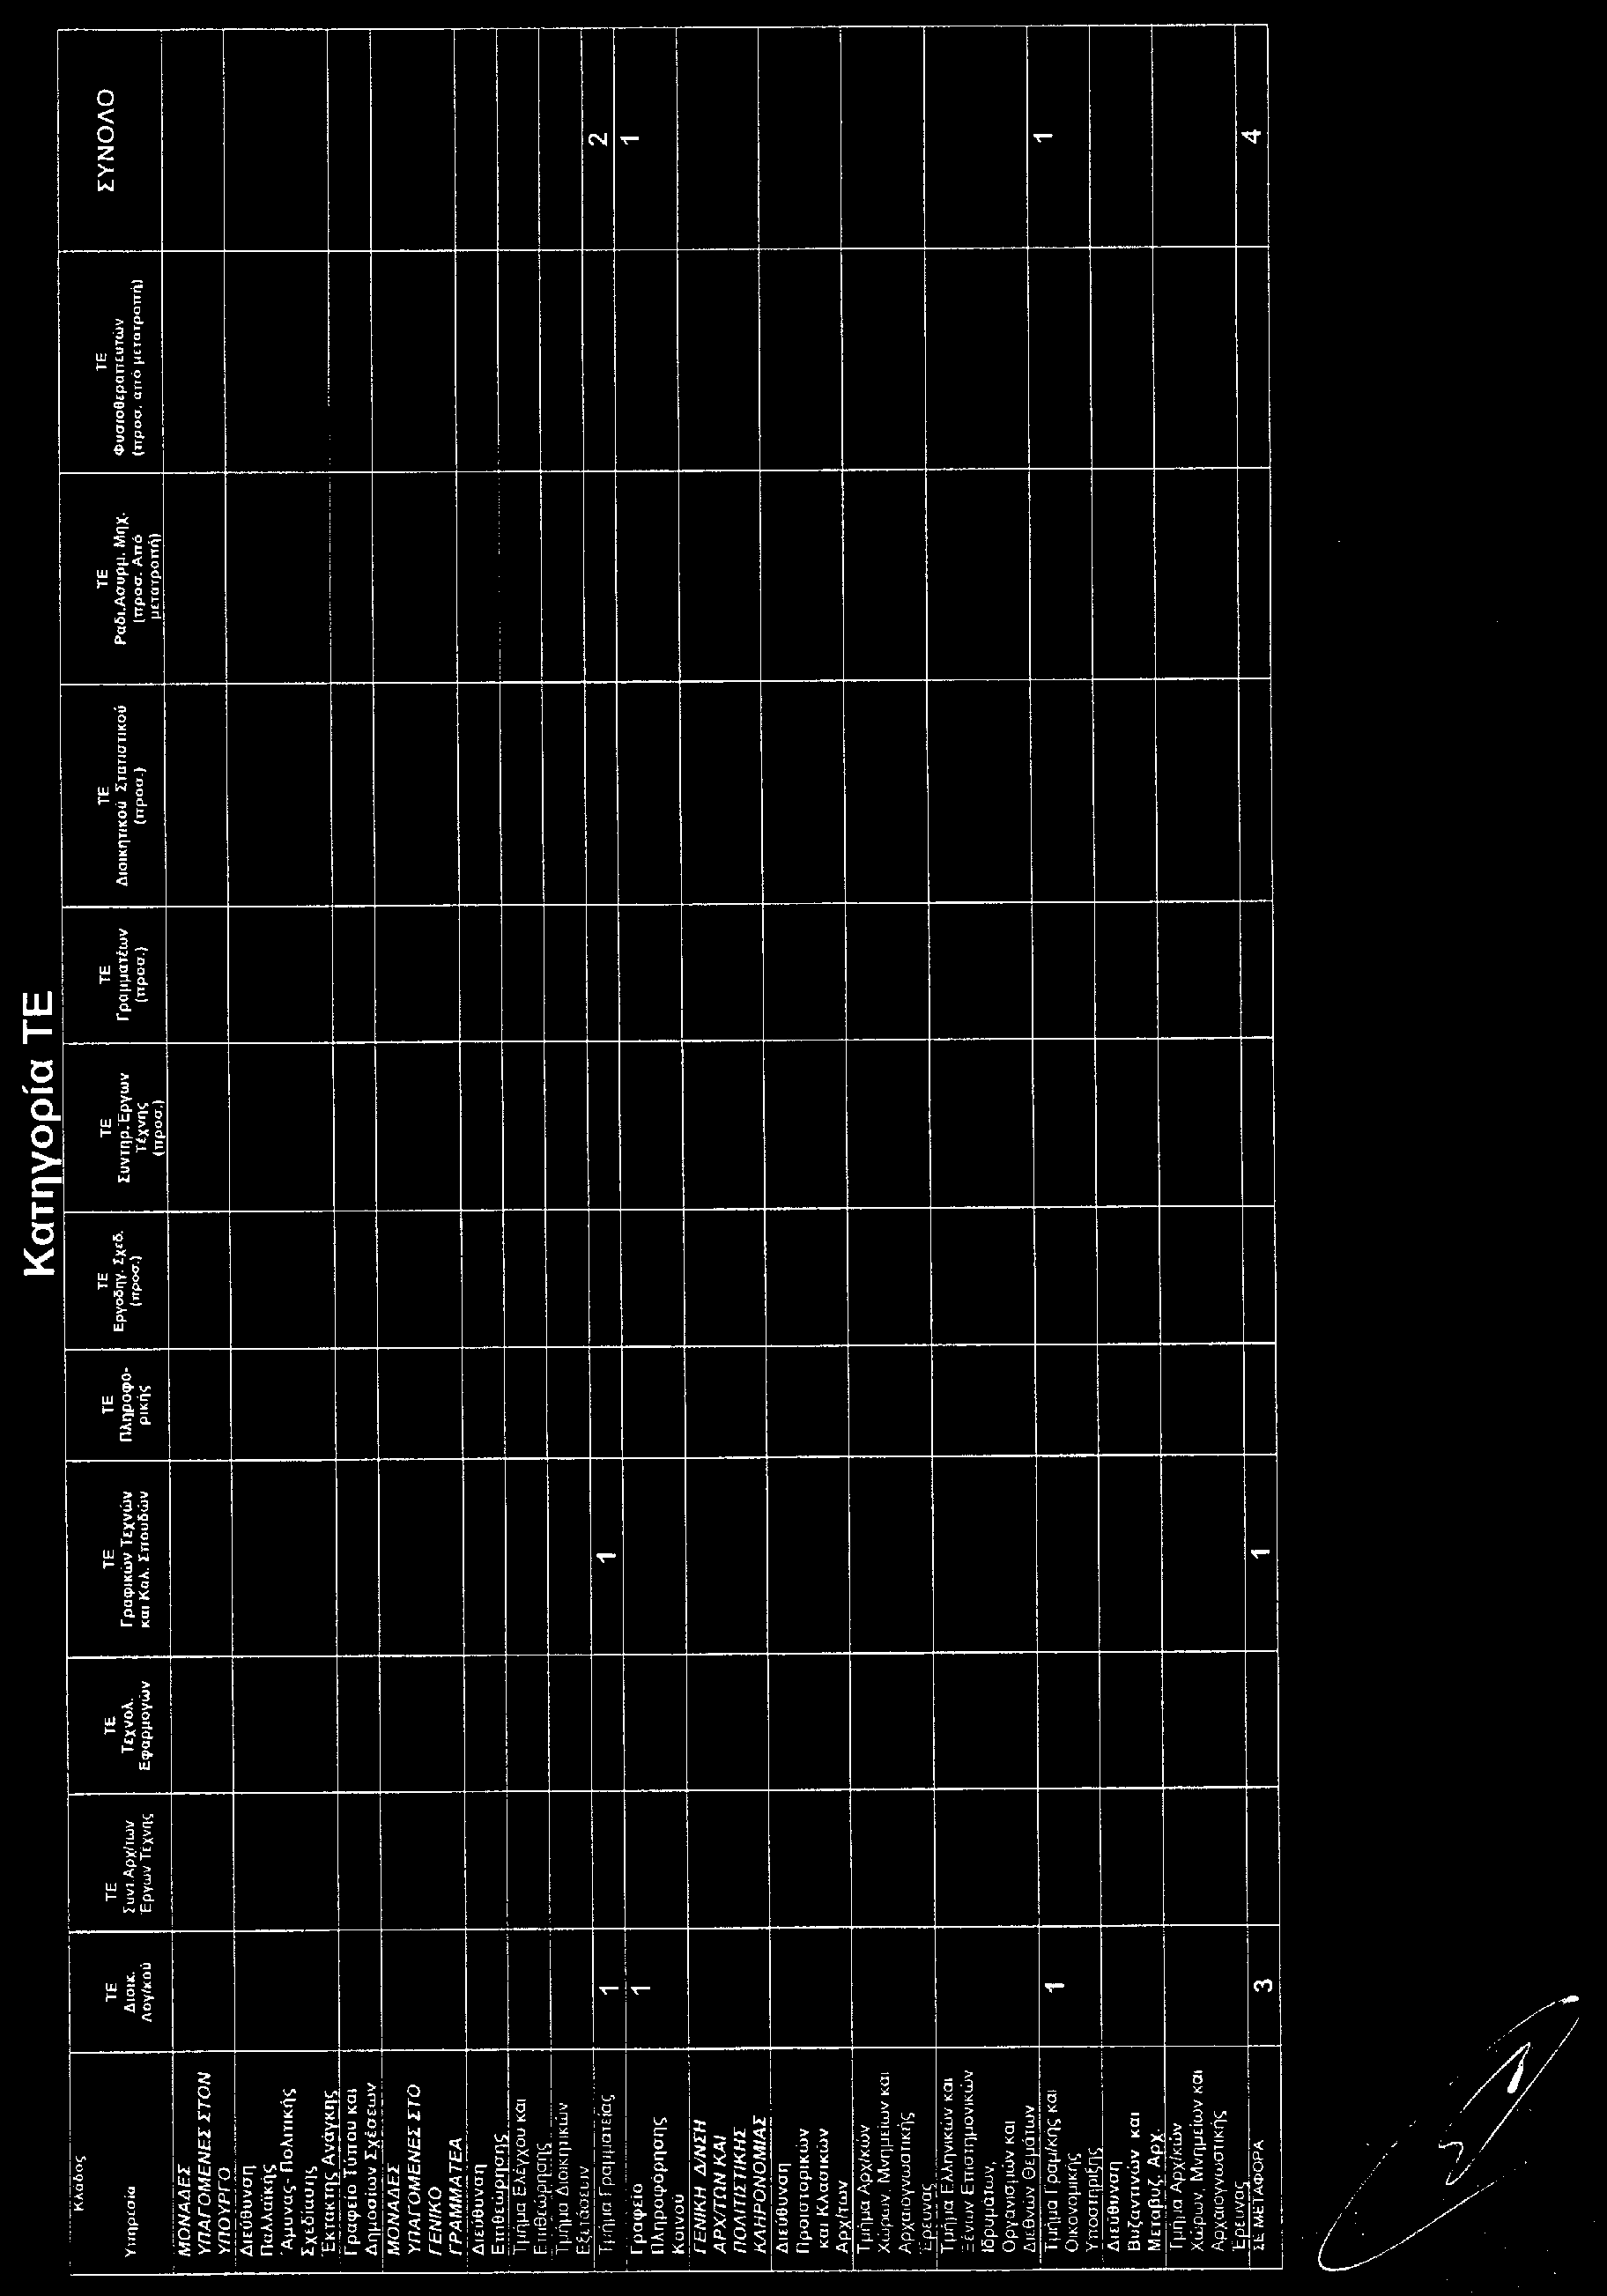 Κατηγορία ΤΕ
Κλάδος
Υπηρεσία
ΤΕ
Διοικ.
Λογ/κού
ΤΕ
Συντ.Αρχ/των
Έργων Τέχνης
ΤΕ
Τεχνολ.
Εφαρμογών
ΤΕ
Γραφικών Τεχνών
και Καλ. Σπουδών
ΤΕ
Πληροφο-
ρικής
ΤΕ
Εργοδηγ. Σχεδ.
(προσ.)
ΤΕ
Συντηρ.Έργων
Τέχνης
(προσ.)
ΤΕ
Γραμματέων
(προσ.)
ΤΕ
Διοικητικού Στατιστικού
(προσ.)
ΤΕ
Ραδι.Ασυρμ. Μηχ.
(προσ. Από
μετατροπή)
ΤΕ
Φυσιοθεραπευτών
(προσ. από μετατροπή)
ΣΥΝΟΛΟ
ΜΟΝΑΔΕΣ
ΥΠΑΓΟΜΕΝΕΣ ΣΤΟΝ
ΥΠΟΥΡΓΟ
Διεύθυνση
Παλλαϊκής
Άμυνας- Πολιτικής
Σχεδίασης
Έκτακτης Ανάγκης
Γραφείο Τύπου και
Δημοσίων Σχέσεων
ΜΟΝΑΔΕΣ
ΥΠΑΓΟΜΕΝΕΣ ΣΤΟ
ΓΕΝΙΚΟ
ΓΡΑΜΜΑΤΕΑ
Διεύθυνση
Επιθεώρησης
Τμήμα Ελέγχου και
Επιθεώρησης
Τμήμα Διοικητικών
Εξετάσεων
Τμήμα Γραμματείας 1 1 2
Γραφείο 1 1
Πληροφόρησης
Κοινού
ΓΕΝΙΚΗ Δ/ΝΣΗ
ΑΡΧ/ΤΩΝ ΚΑΙ
ΠΟΛΙΤΙΣΤΙΚΗΣ
ΚΛΗΡΟΝΟΜΙΑΣ
Διεύθυνση
Προϊστορικών
και Κλασικών
Αρχ/των
Τμήμα Αρχ/κών
Χώρων, Μνημείων και
Αρχαιογνωστικής
Έρευνας
Τμήμα Ελληνικών και
Ξένων Επιστημονικών
Ιδρυμάτων,
Οργανισμών και
Διεθνών Θεμάτων
Τμήμα Γραμ/κης και 1 1
Οικονομικής
Υποστήριξης
Διεύθυνση
Βυζαντινών και
Μεταβυζ. Αρχ.
Τμήμα Αρχ/κών
Χώρων, Μνημείων και
Αρχαιογνωστικής
Έρευνας
ΣΕ ΜΕΤΑΦΟΡΑ 3 1 4